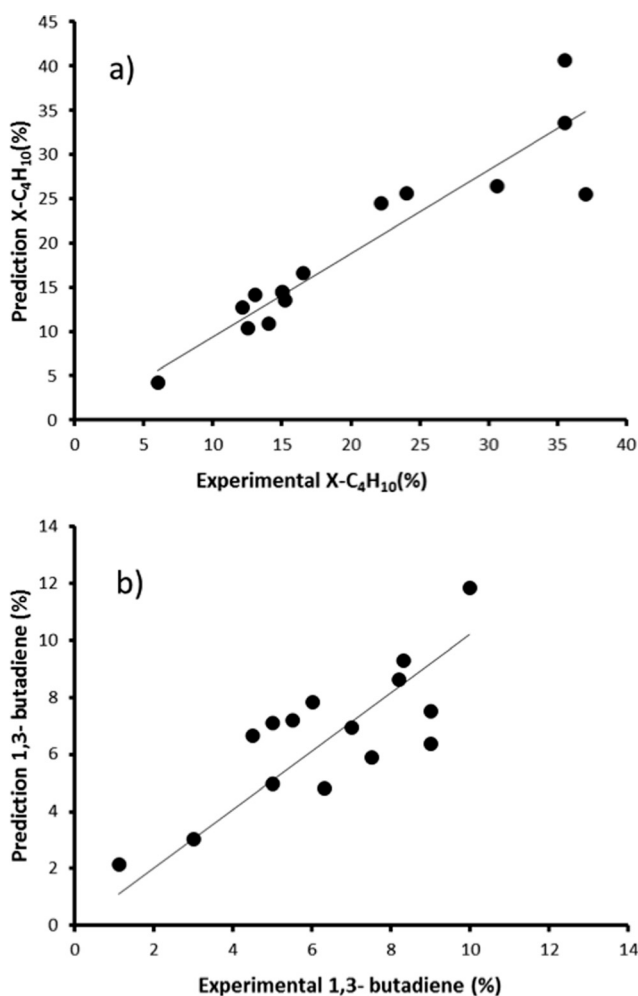 a)
Prediction X-C₄H₁₀(%)
45
40
35
30
25
20
15
10
5
0
0 5 10 15 20 25 30 35 40
Experimental X-C₄H₁₀(%)
b)
Prediction 1,3- butadiene (%)
14
12
10
8
6
4
2
0
0 2 4 6 8 10 12 14
Experimental 1,3- butadiene (%)